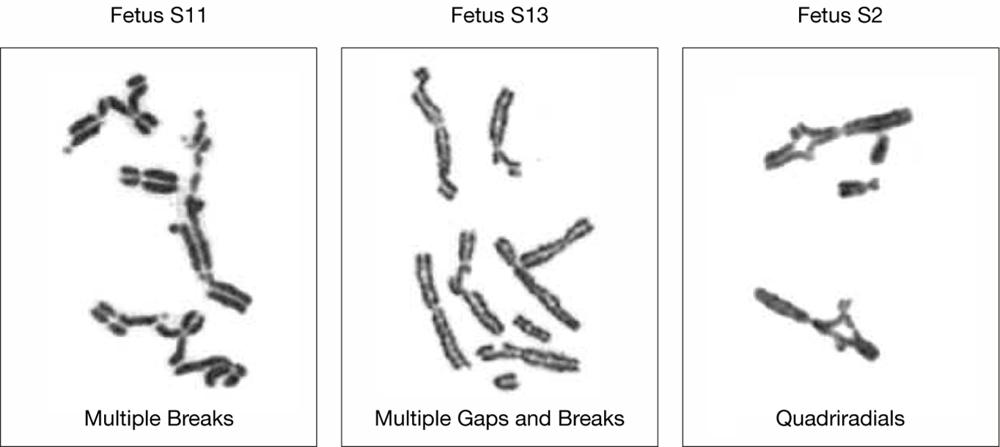 Fetus S11
Fetus S13
Fetus S2
Multiple Breaks
Multiple Gaps and Breaks
Quadriradials